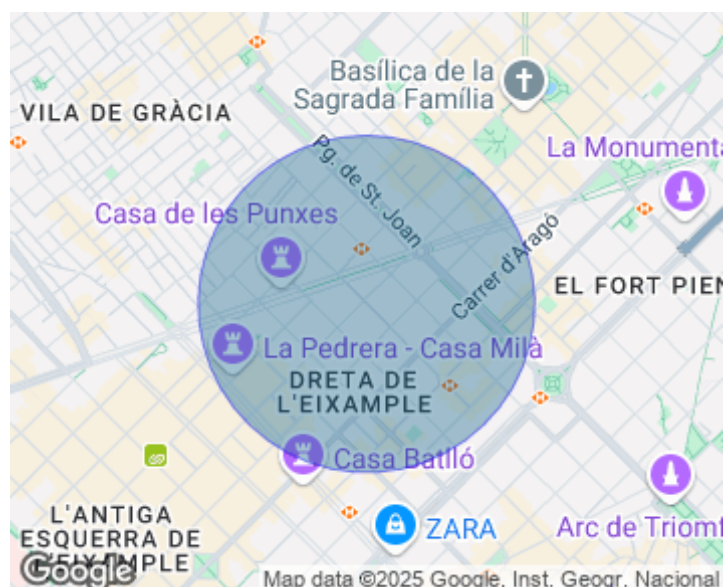 Basílica de la
Sagrada Família
VILA DE GRÀCIA
La Monumenta
Pg. de St. Joan
Casa de les Punxes
Carrer d'Aragó
EL FORT PIEN
La Pedrera - Casa Milà
DRETA DE
L'EIXAMPLE
Casa Batlló
L'ANTIGA
ESQUERRA DE
L'EIXAMPLE
ZARA
Arc de Triomf
Google
Map data ©2025 Google, Inst. Geogr. Nacional